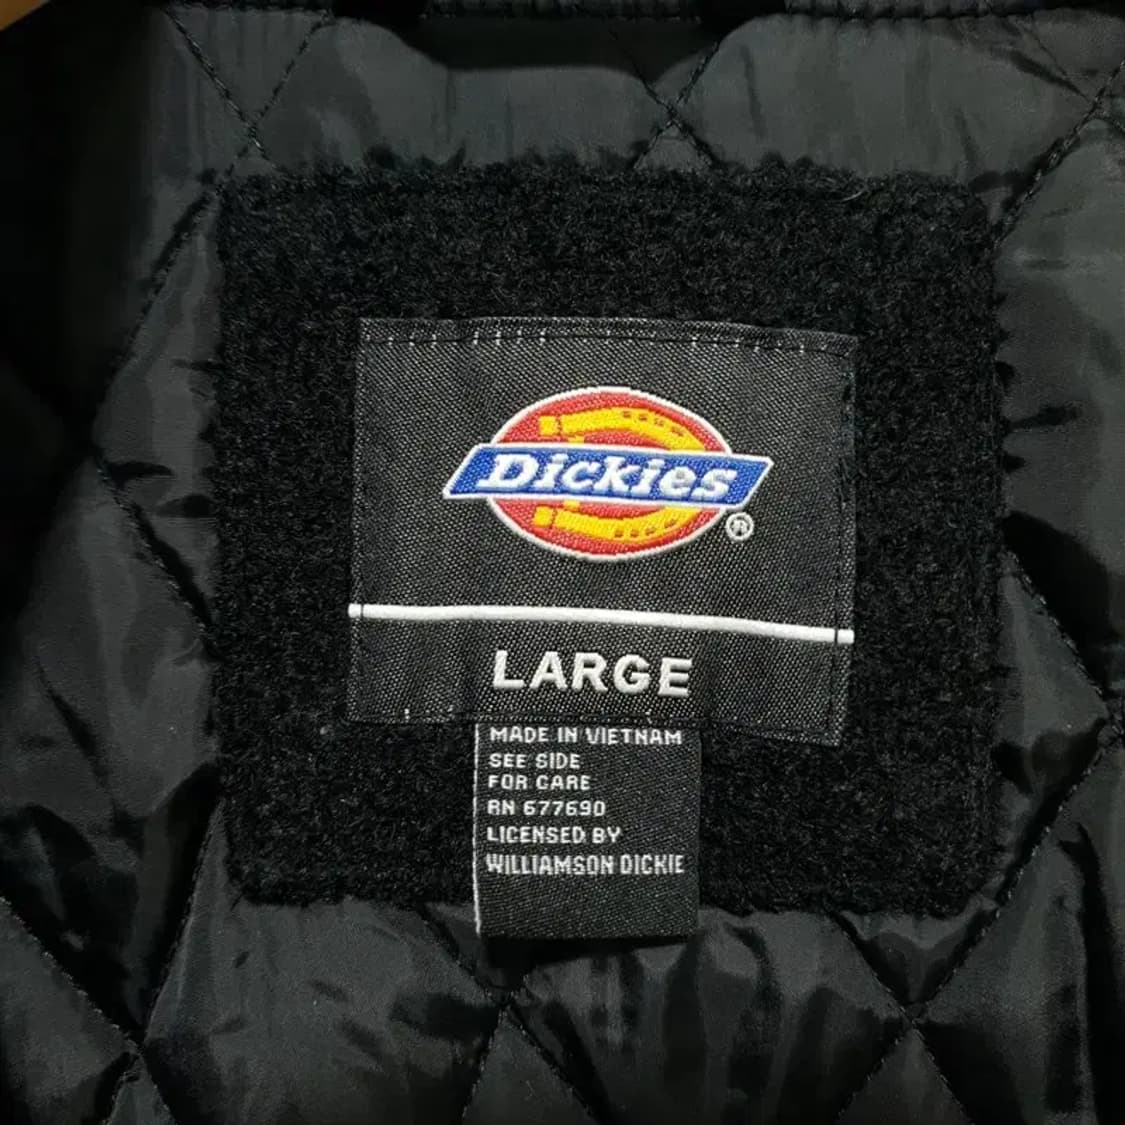 Dickies®
LARGE
MADE IN VIETNAM
SEE SIDE
FOR CARE
RN 677690
LICENSED BY
WILLIAMSON DICKIE